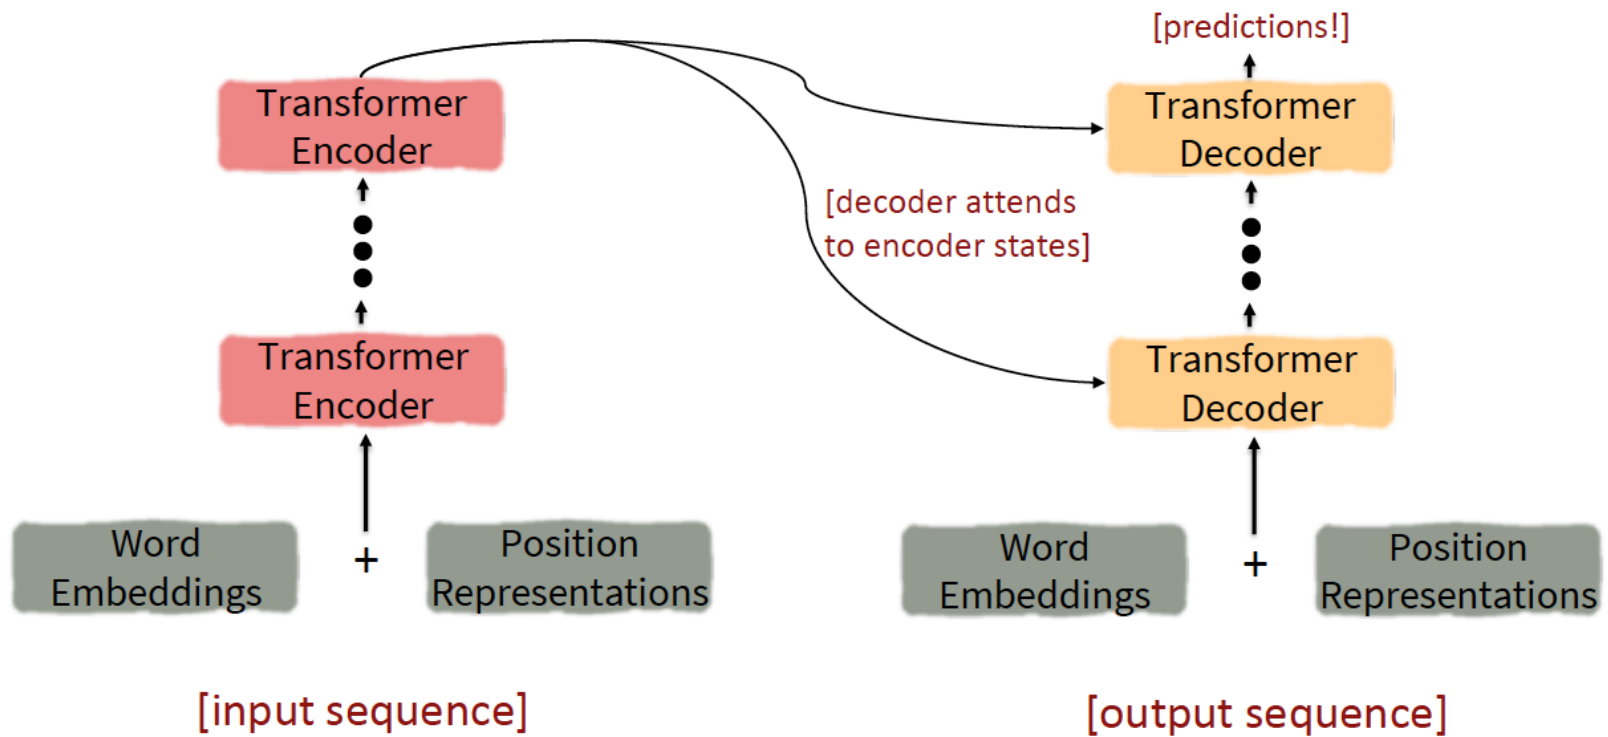 [predictions!]
Transformer
Encoder
Transformer
Decoder
[decoder attends
to encoder states]
Transformer
Encoder
Transformer
Decoder
Word
Embeddings
+
Position
Representations
Word
Embeddings
+
Position
Representations
[input sequence]
[output sequence]